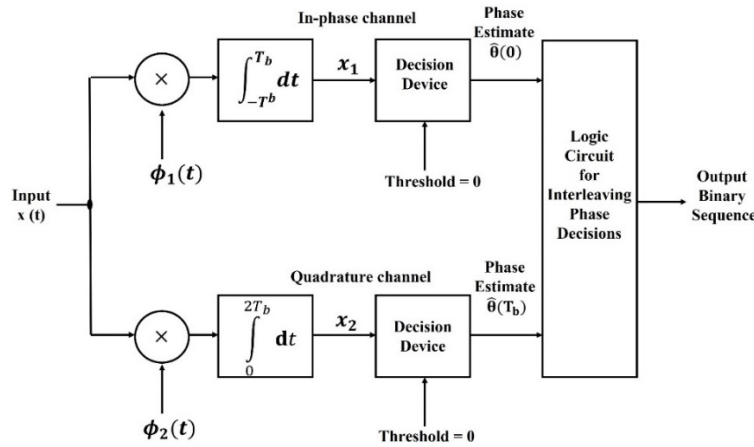 In-phase channel
Phase
Estimate
θ̂(0)
×
∫_{-T^b}^{T_b} dt
x₁
Decision
Device
ϕ₁(t)
Threshold = 0
Logic
Circuit
for
Interleaving
Phase
Decisions
Input
x (t)
Output
Binary
Sequence
Quadrature channel
Phase
Estimate
θ̂(T_b)
×
∫_{0}^{2T_b} dt
x₂
Decision
Device
ϕ₂(t)
Threshold = 0